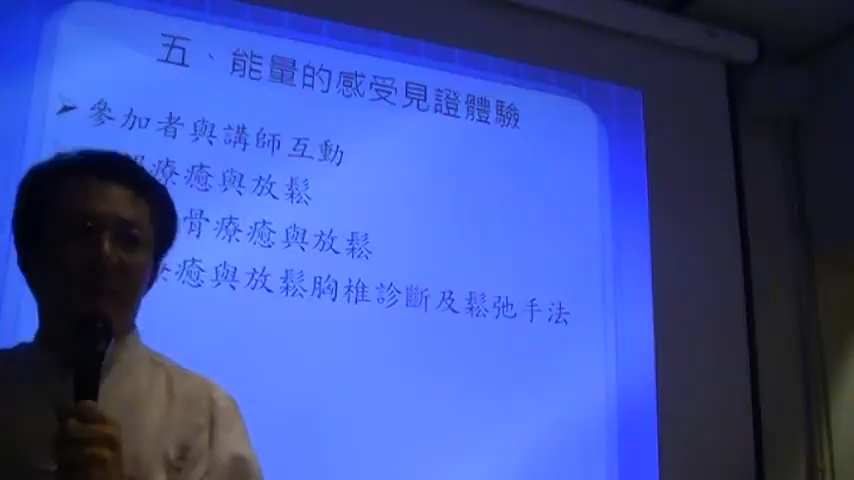 五、能量的感受見證體驗
參加者與講師互動
療癒與放鬆
骨療癒與放鬆
癒與放鬆胸椎診斷及鬆弛手法